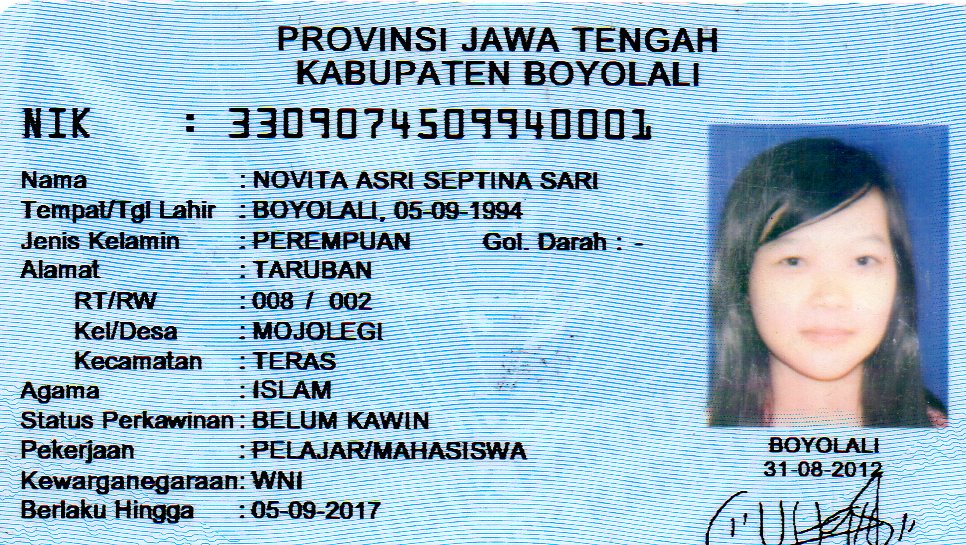 PROVINSI JAWA TENGAH
KABUPATEN BOYOLALI
NIK : 3309074509940001
Nama : NOVITA ASRI SEPTINA SARI
Tempat/Tgl Lahir : BOYOLALI, 05-09-1994
Jenis Kelamin : PEREMPUAN Gol. Darah : -
Alamat : TARUBAN
RT/RW : 008 / 002
Kel/Desa : MOJOLEGI
Kecamatan : TERAS
Agama : ISLAM
Status Perkawinan : BELUM KAWIN
Pekerjaan : PELAJAR/MAHASISWA
Kewarganegaraan: WNI
Berlaku Hingga : 05-09-2017
BOYOLALI
31-08-2012